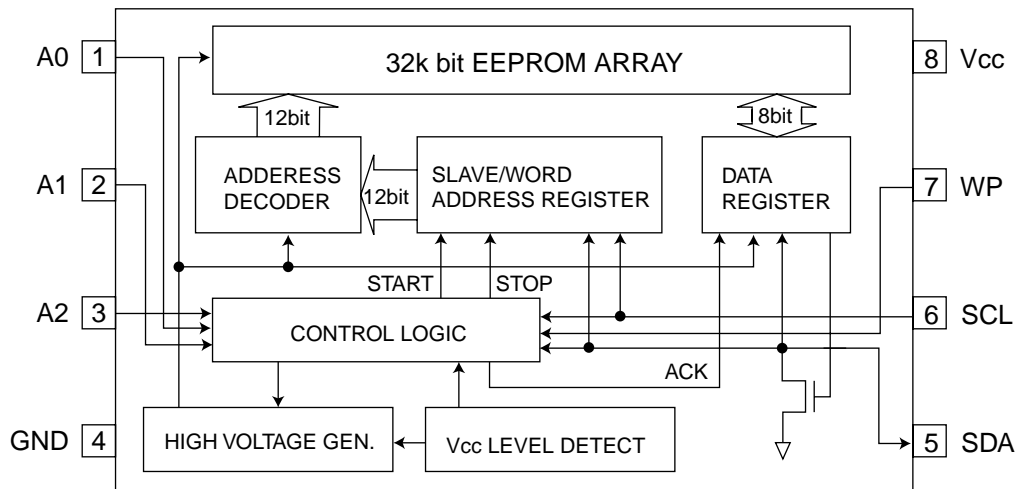 A0 1
32k bit EEPROM ARRAY
8 Vcc
12bit
8bit
A1 2
ADDERESS
DECODER
12bit
SLAVE/WORD
ADDRESS REGISTER
DATA
REGISTER
7 WP
START
STOP
A2 3
CONTROL LOGIC
6 SCL
ACK
GND 4
HIGH VOLTAGE GEN.
Vcc LEVEL DETECT
5 SDA